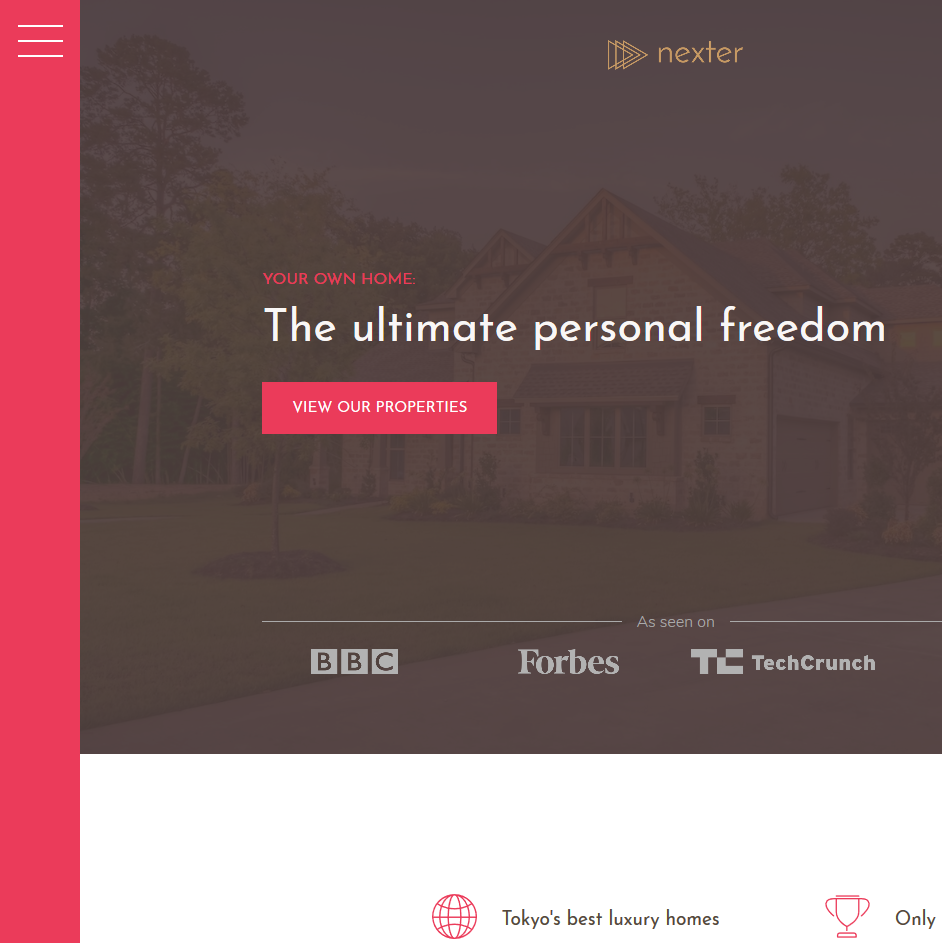 nexter
YOUR OWN HOME:
The ultimate personal freedom
VIEW OUR PROPERTIES
As seen on
BBC
Forbes
TC TechCrunch
Tokyo's best luxury homes
Only